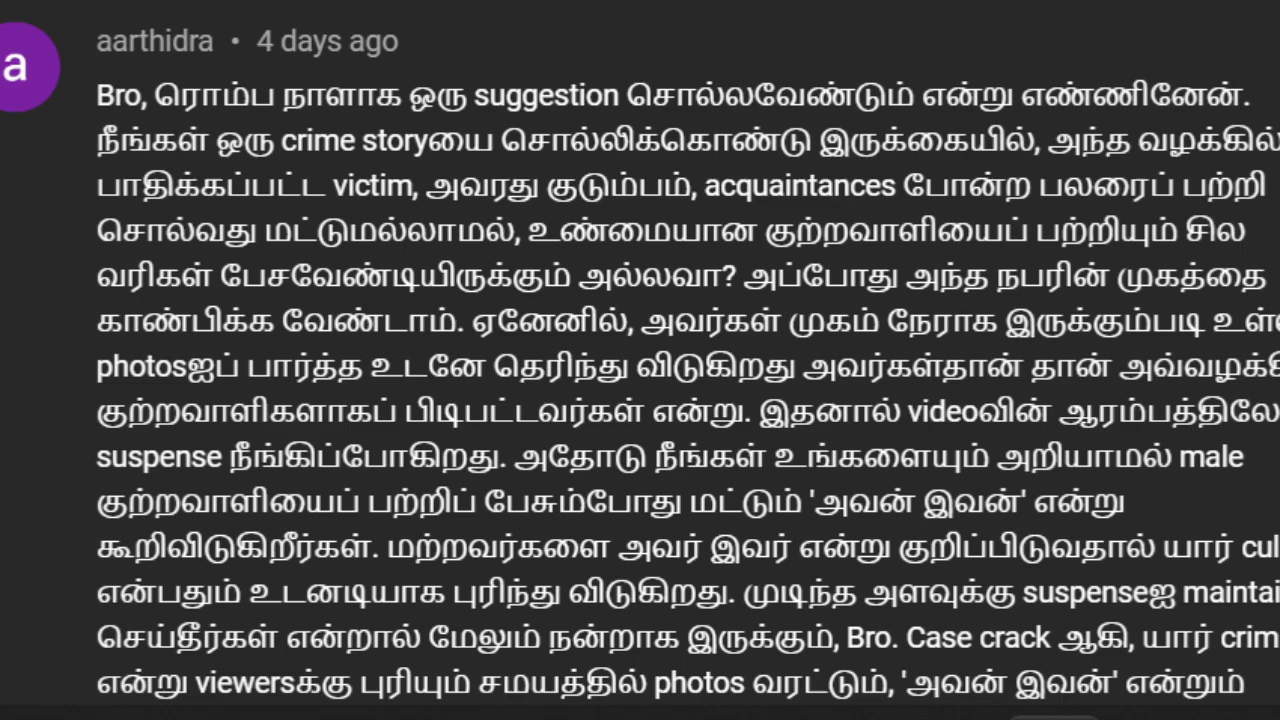 a
aarthidra • 4 days ago
Bro, ரொம்ப நாளாக ஒரு suggestion சொல்லவேண்டும் என்று எண்ணினேன்.
நீங்கள் ஒரு crime storyயை சொல்லிக்கொண்டு இருக்கையில், அந்த வழக்கில்
பாதிக்கப்பட்ட victim, அவரது குடும்பம், acquaintances போன்ற பலரைப் பற்றி
சொல்வது மட்டுமல்லாமல், உண்மையான குற்றவாளியைப் பற்றியும் சில
வரிகள் பேசவேண்டியிருக்கும் அல்லவா? அப்போது அந்த நபரின் முகத்தை
காண்பிக்க வேண்டாம். ஏனேனில், அவர்கள் முகம் நேராக இருக்கும்படி
photosஐப் பார்த்த உடனே தெரிந்து விடுகிறது அவர்கள்தான் தான்
குற்றவாளிகளாகப் பிடிபட்டவர்கள் என்று. இதனால் videoவின் ஆரம்பத்திலே
suspense நீங்கிப்போகிறது. அதோடு நீங்கள் உங்களையும் அறியாமல் male
குற்றவாளியைப் பற்றிப் பேசும்போது மட்டும் 'அவன் இவன்' என்று
கூறிவிடுகிறீர்கள். மற்றவர்களை அவர் இவர் என்று குறிப்பிடுவதால் யார் cul
என்பதும் உடனடியாக புரிந்து விடுகிறது. முடிந்த அளவுக்கு suspenseஐ maintai
செய்தீர்கள் என்றால் மேலும் நன்றாக இருக்கும், Bro. Case crack ஆகி, யார் crim
என்று viewersக்கு புரியும் சமயத்தில் photos வரட்டும், 'அவன் இவன்' என்றும்